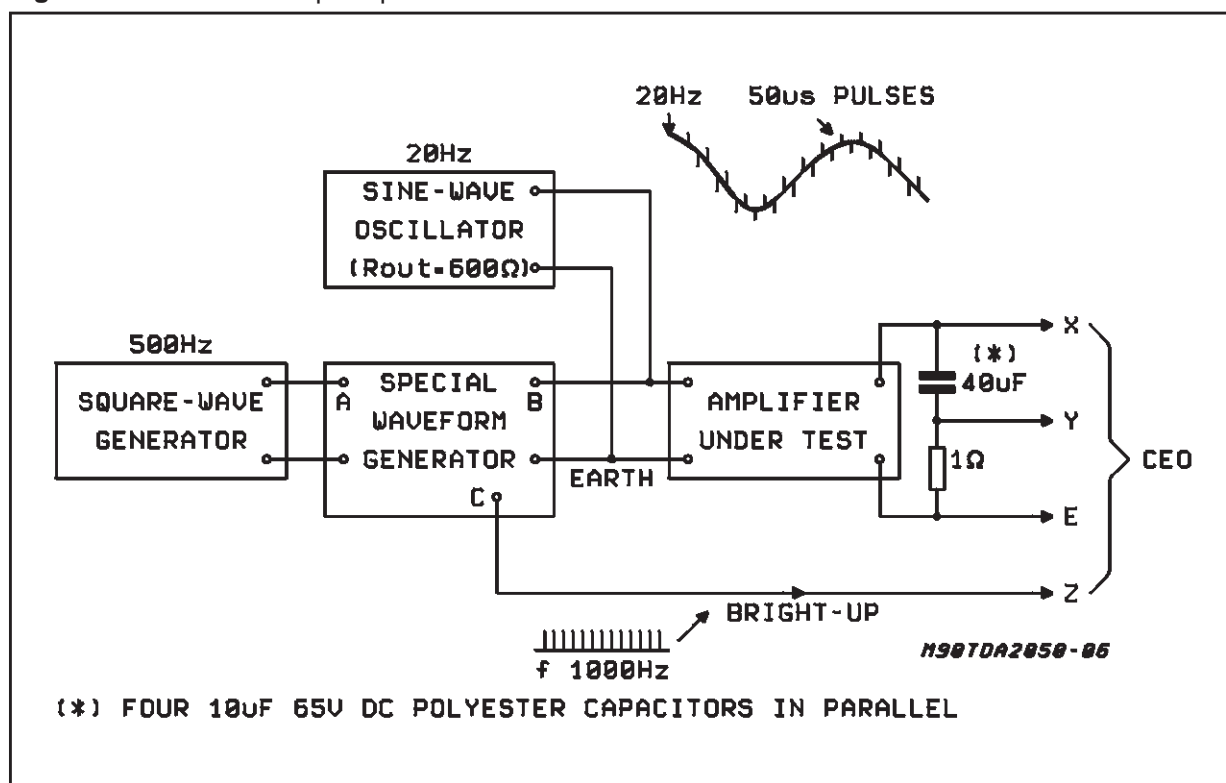 20Hz 50us PULSES
20Hz
SINE-WAVE
OSCILLATOR
(Rout=600Ω)
500Hz
SQUARE-WAVE
GENERATOR
A
SPECIAL
WAVEFORM
GENERATOR
B
C
EARTH
AMPLIFIER
UNDER TEST
(*)
40uF
1Ω
X
Y
E
Z
CEO
BRIGHT-UP
f 1000Hz
M90TDA2050-06
(*) FOUR 10uF 65V DC POLYESTER CAPACITORS IN PARALLEL